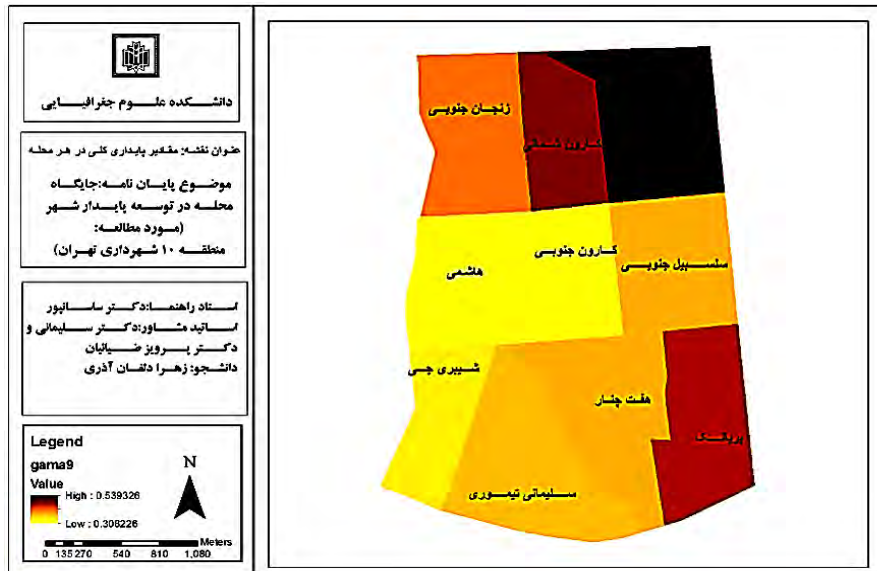 دانشکده علوم جغرافیایی
عنوان نقشه: مقادیر پایداری کلی در هر محله
موضوع پایان نامه:جایگاه
محله در توسعه پایدار شهر
(مورد مطالعه:
منطقه ۱۰ شهرداری تهران)
استاد راهنما:دکتر ساسانپور
اساتید مشاور:دکتر سلیمانی و
دکتر پرویز ضیائیان
دانشجو: زهرا دلفان آذری
Legend
gama9
Value
High : 0.539326
Low : 0.306226
N
Meters
0 135 270 540 810 1,080
زنجان جنوبی
کارون شمالی
کارون جنوبی
سلسبیل جنوبی
هاشمی
شبیری جی
هفت چنار
بریانک
سلیمانی تیموری